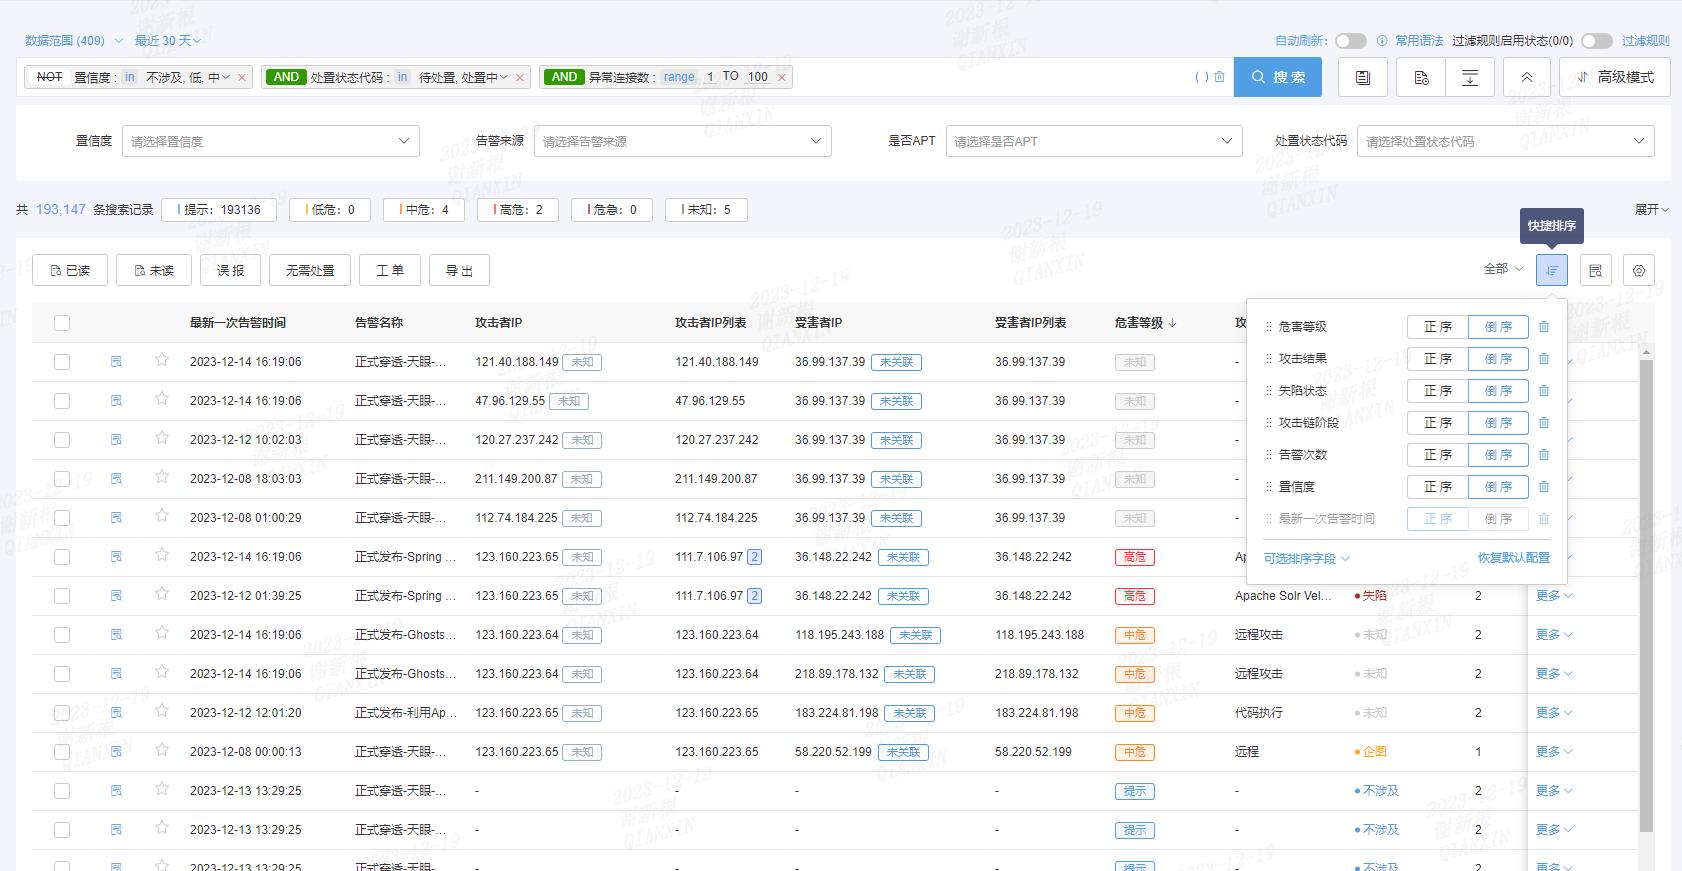 数据范围 (409) 最近 30 天 自动刷新: 常用语法 过滤规则启用状态(0/0) 过滤规则
NOT 置信度 : in 不涉及, 低, 中 AND 处置状态代码 : in 待处置, 处置中 AND 异常连接数 : range 1 TO 100 ( ) 搜 索 高级模式
置信度 请选择置信度 告警来源 请选择告警来源 是否APT 请选择是否APT 处置状态代码 请选择处置状态代码
共 193,147 条搜索记录 提示: 193136 低危: 0 中危: 4 高危: 2 危急: 0 未知: 5 展开
快捷排序
已读 未读 误 报 无需处置 工 单 导 出 全部
最新一次告警时间 告警名称 攻击者IP 攻击者IP列表 受害者IP 受害者IP列表 危害等级 攻
2023-12-14 16:19:06 正式穿透-天眼-... 121.40.188.149 未知 121.40.188.149 36.99.137.39 未关联 36.99.137.39 未知 -
2023-12-14 16:19:06 正式穿透-天眼-... 47.96.129.55 未知 47.96.129.55 36.99.137.39 未关联 36.99.137.39 未知 -
2023-12-12 10:02:03 正式穿透-天眼-... 120.27.237.242 未知 120.27.237.242 36.99.137.39 未关联 36.99.137.39 未知 -
2023-12-08 18:03:03 正式穿透-天眼-... 211.149.200.87 未知 211.149.200.87 36.99.137.39 未关联 36.99.137.39 未知 -
2023-12-08 01:00:29 正式穿透-天眼-... 112.74.184.225 未知 112.74.184.225 36.99.137.39 未关联 36.99.137.39 未知 -
2023-12-14 16:19:06 正式发布-Spring ... 123.160.223.65 未知 111.7.106.97 2 36.148.22.242 未关联 36.148.22.242 高危 Ap
2023-12-12 01:39:25 正式发布-Spring ... 123.160.223.65 未知 111.7.106.97 2 36.148.22.242 未关联 36.148.22.242 高危 Apache Solr Vel... 失陷 2 更多
2023-12-14 16:19:06 正式发布-Ghosts... 123.160.223.64 未知 123.160.223.64 118.195.243.188 未关联 118.195.243.188 中危 远程攻击 未知 2 更多
2023-12-14 16:19:06 正式发布-Ghosts... 123.160.223.64 未知 123.160.223.64 218.89.178.132 未关联 218.89.178.132 中危 远程攻击 未知 2 更多
2023-12-12 12:01:20 正式发布-利用Ap... 123.160.223.65 未知 123.160.223.65 183.224.81.198 未关联 183.224.81.198 中危 代码执行 未知 2 更多
2023-12-08 00:00:13 正式穿透-天眼-... 123.160.223.65 未知 123.160.223.65 58.220.52.199 未关联 58.220.52.199 中危 远程 企图 1 更多
2023-12-13 13:29:25 正式穿透-天眼-... - - - - 提示 - 不涉及 2 更多
2023-12-13 13:29:25 正式穿透-天眼-... - - - - 提示 - 不涉及 2 更多
2023-12-13 13:29:25 正式穿透-天眼-... - - - - 提示 - 不涉及 2 更多
危害等级 正 序 倒 序
攻击结果 正 序 倒 序
失陷状态 正 序 倒 序
攻击链阶段 正 序 倒 序
告警次数 正 序 倒 序
置信度 正 序 倒 序
最新一次告警时间 正 序 倒 序
可选排序字段 恢复默认配置
2023-12-19
谢新根
QIANXIN